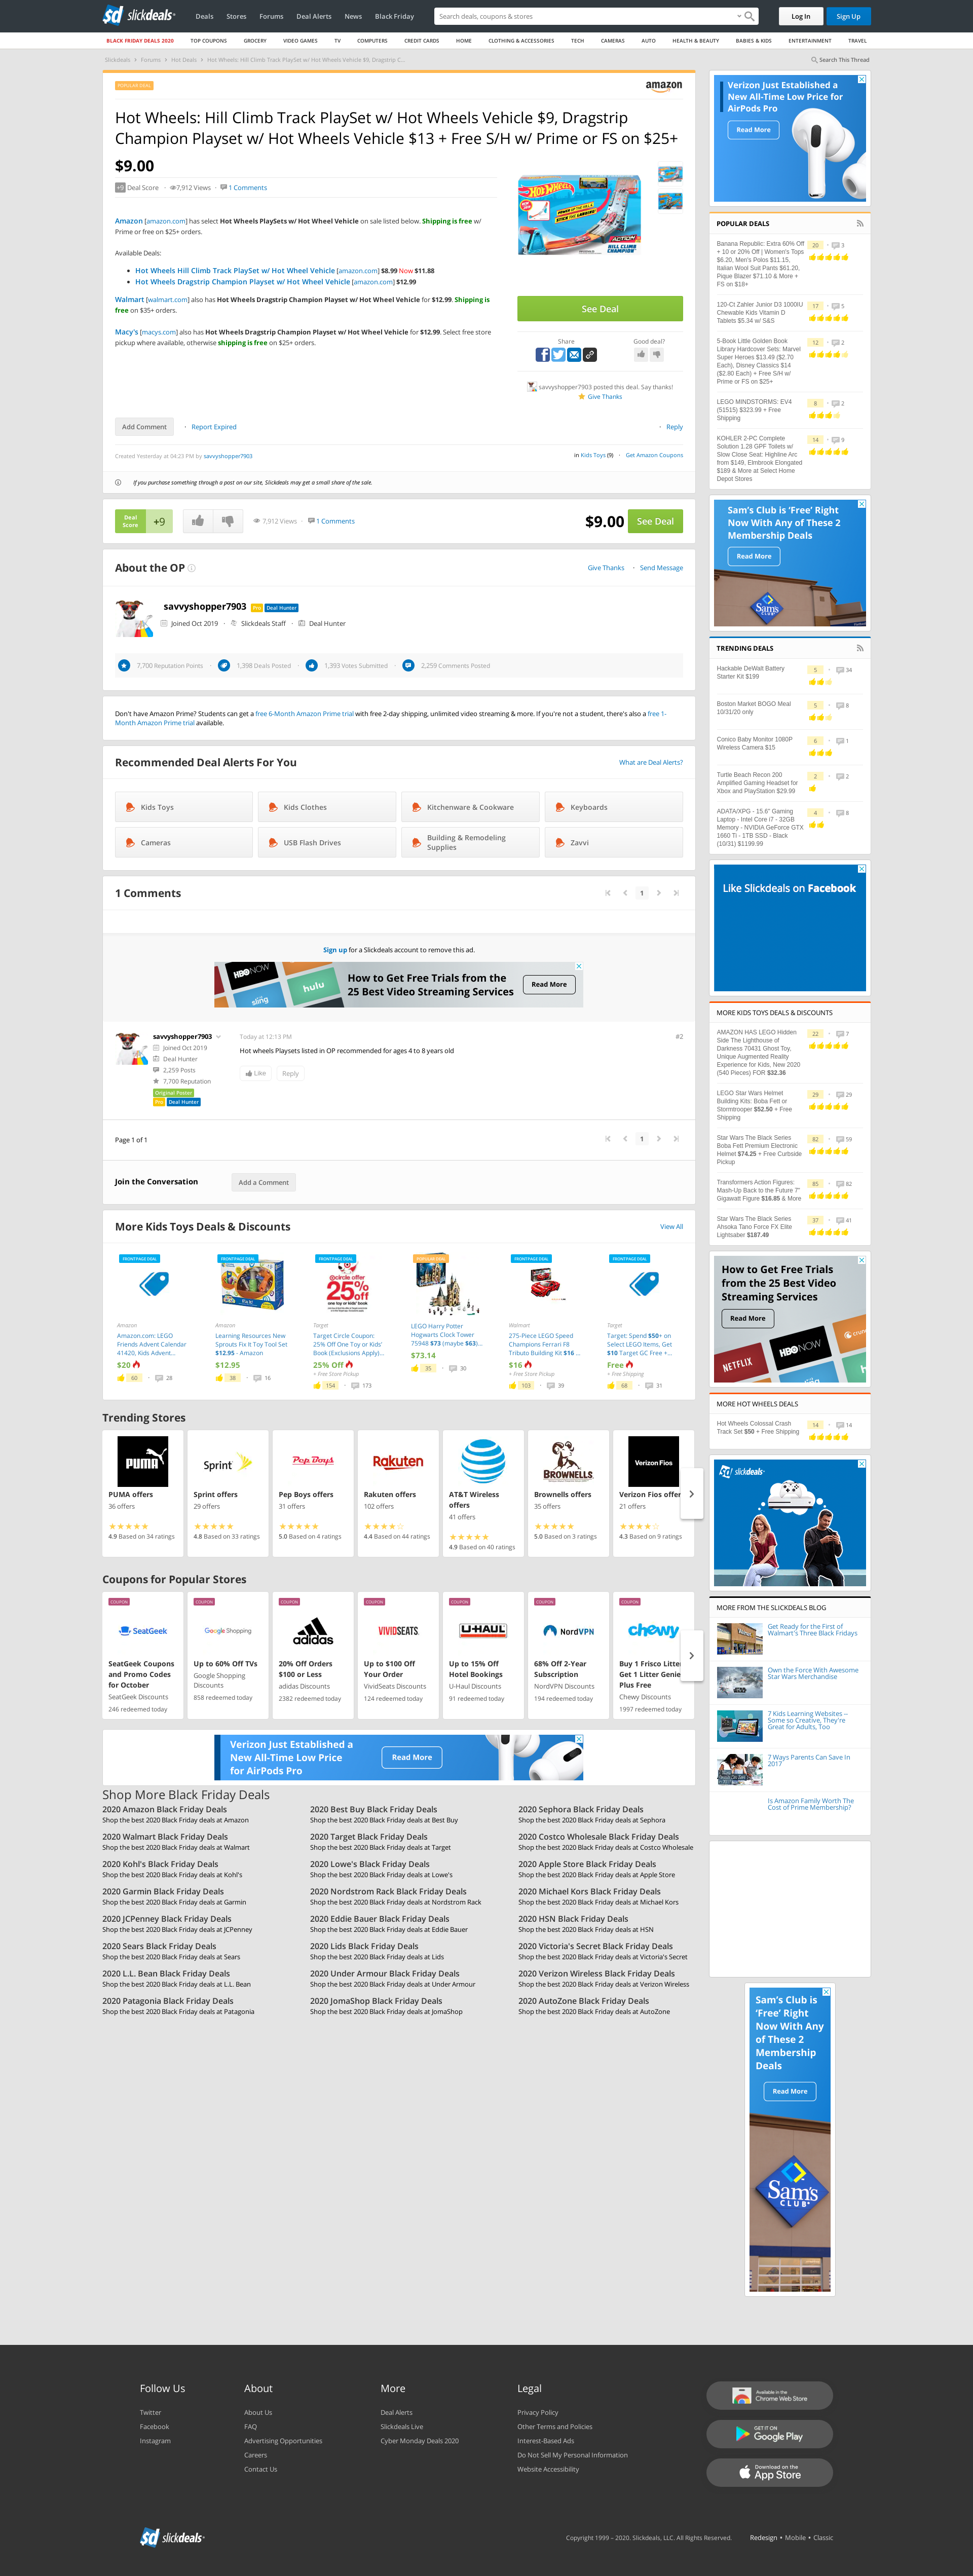 slickdeals
Deals Stores Forums Deal Alerts News Black Friday
Search deals, coupons & stores
Log In Sign Up
BLACK FRIDAY DEALS 2020 TOP COUPONS GROCERY VIDEO GAMES TV COMPUTERS CREDIT CARDS HOME CLOTHING & ACCESSORIES TECH CAMERAS AUTO HEALTH & BEAUTY BABIES & KIDS ENTERTAINMENT TRAVEL
Slickdeals Forums Hot Deals Hot Wheels: Hill Climb Track PlaySet w/ Hot Wheels Vehicle $9, Dragstrip C...
Search This Thread
POPULAR DEAL
amazon
Hot Wheels: Hill Climb Track PlaySet w/ Hot Wheels Vehicle $9, Dragstrip
Champion Playset w/ Hot Wheels Vehicle $13 + Free S/H w/ Prime or FS on $25+
$9.00
+9 Deal Score 7,912 Views 1 Comments
Amazon [amazon.com] has select Hot Wheels PlaySets w/ Hot Wheel Vehicle on sale listed below. Shipping is free w/
Prime or free on $25+ orders.
Available Deals:
Hot Wheels Hill Climb Track PlaySet w/ Hot Wheel Vehicle [amazon.com] $8.99 Now $11.88
Hot Wheels Dragstrip Champion Playset w/ Hot Wheel Vehicle [amazon.com] $12.99
Walmart [walmart.com] also has Hot Wheels Dragstrip Champion Playset w/ Hot Wheel Vehicle for $12.99. Shipping is
free on $35+ orders.
Macy's [macys.com] also has Hot Wheels Dragstrip Champion Playset w/ Hot Wheel Vehicle for $12.99. Select free store
pickup where available, otherwise shipping is free on $25+ orders.
See Deal
Share Good deal?
savvyshopper7903 posted this deal. Say thanks!
Give Thanks
Add Comment Report Expired Reply
Created Yesterday at 04:23 PM by savvyshopper7903
in Kids Toys (9) Get Amazon Coupons
If you purchase something through a post on our site, Slickdeals may get a small share of the sale.
Deal
Score
+9
7,912 Views 1 Comments
$9.00 See Deal
About the OP
Give Thanks Send Message
savvyshopper7903 Pro Deal Hunter
Joined Oct 2019 Slickdeals Staff Deal Hunter
7,700 Reputation Points 1,398 Deals Posted 1,393 Votes Submitted 2,259 Comments Posted
Don't have Amazon Prime? Students can get a free 6-Month Amazon Prime trial with free 2-day shipping, unlimited video streaming & more. If you're not a student, there's also a free 1-
Month Amazon Prime trial available.
Recommended Deal Alerts For You
What are Deal Alerts?
Kids Toys Kids Clothes Kitchenware & Cookware Keyboards
Cameras USB Flash Drives Building & Remodeling
Supplies
Zavvi
1 Comments
1
Sign up for a Slickdeals account to remove this ad.
How to Get Free Trials from the
25 Best Video Streaming Services
Read More
savvyshopper7903
Joined Oct 2019
Deal Hunter
2,259 Posts
7,700 Reputation
Original Poster
Pro Deal Hunter
Today at 12:13 PM
#2
Hot wheels Playsets listed in OP recommended for ages 4 to 8 years old
Like Reply
Page 1 of 1
1
Join the Conversation
Add a Comment
More Kids Toys Deals & Discounts
View All
FRONTPAGE DEAL
Amazon
Amazon.com: LEGO
Friends Advent Calendar
41420, Kids Advent...
$20
60 28
FRONTPAGE DEAL
Amazon
Learning Resources New
Sprouts Fix It Toy Tool Set
$12.95 - Amazon
$12.95
38 16
FRONTPAGE DEAL
circle offer
25% off
one toy or kids' book
Target
Target Circle Coupon:
25% Off One Toy or Kids'
Book (Exclusions Apply)...
25% Off
+ Free Store Pickup
154 173
POPULAR DEAL
LEGO Harry Potter
Hogwarts Clock Tower
75948 $73 (maybe $63)...
$73.14
35 30
FRONTPAGE DEAL
Walmart
275-Piece LEGO Speed
Champions Ferrari F8
Tributo Building Kit $16 ...
$16
+ Free Store Pickup
103 39
FRONTPAGE DEAL
Target
Target: Spend $50+ on
Select LEGO Items, Get
$10 Target GC Free +...
Free
+ Free Shipping
68 31
Trending Stores
PUMA offers
36 offers
4.9 Based on 34 ratings
Sprint offers
29 offers
4.8 Based on 33 ratings
Pep Boys offers
31 offers
5.0 Based on 4 ratings
Rakuten offers
102 offers
4.4 Based on 44 ratings
AT&T Wireless
offers
41 offers
4.9 Based on 40 ratings
Brownells offers
35 offers
5.0 Based on 3 ratings
Verizon Fios offer
21 offers
4.3 Based on 9 ratings
Coupons for Popular Stores
COUPON
SeatGeek
SeatGeek Coupons
and Promo Codes
for October
SeatGeek Discounts
246 redeemed today
COUPON
Google Shopping
Up to 60% Off TVs
Google Shopping
Discounts
858 redeemed today
COUPON
adidas
20% Off Orders
$100 or Less
adidas Discounts
2382 redeemed today
COUPON
VIVID SEATS
Up to $100 Off
Your Order
VividSeats Discounts
124 redeemed today
COUPON
U-HAUL
Up to 15% Off
Hotel Bookings
U-Haul Discounts
91 redeemed today
COUPON
NordVPN
68% Off 2-Year
Subscription
NordVPN Discounts
194 redeemed today
COUPON
chewy
Buy 1 Frisco Litter
Get 1 Litter Genie
Plus Free
Chewy Discounts
1997 redeemed today
Verizon Just Established a
New All-Time Low Price
for AirPods Pro
Read More
Shop More Black Friday Deals
2020 Amazon Black Friday Deals
Shop the best 2020 Black Friday deals at Amazon
2020 Best Buy Black Friday Deals
Shop the best 2020 Black Friday deals at Best Buy
2020 Sephora Black Friday Deals
Shop the best 2020 Black Friday deals at Sephora
2020 Walmart Black Friday Deals
Shop the best 2020 Black Friday deals at Walmart
2020 Target Black Friday Deals
Shop the best 2020 Black Friday deals at Target
2020 Costco Wholesale Black Friday Deals
Shop the best 2020 Black Friday deals at Costco Wholesale
2020 Kohl's Black Friday Deals
Shop the best 2020 Black Friday deals at Kohl's
2020 Lowe's Black Friday Deals
Shop the best 2020 Black Friday deals at Lowe's
2020 Apple Store Black Friday Deals
Shop the best 2020 Black Friday deals at Apple Store
2020 Garmin Black Friday Deals
Shop the best 2020 Black Friday deals at Garmin
2020 Nordstrom Rack Black Friday Deals
Shop the best 2020 Black Friday deals at Nordstrom Rack
2020 Michael Kors Black Friday Deals
Shop the best 2020 Black Friday deals at Michael Kors
2020 JCPenney Black Friday Deals
Shop the best 2020 Black Friday deals at JCPenney
2020 Eddie Bauer Black Friday Deals
Shop the best 2020 Black Friday deals at Eddie Bauer
2020 HSN Black Friday Deals
Shop the best 2020 Black Friday deals at HSN
2020 Sears Black Friday Deals
Shop the best 2020 Black Friday deals at Sears
2020 Lids Black Friday Deals
Shop the best 2020 Black Friday deals at Lids
2020 Victoria's Secret Black Friday Deals
Shop the best 2020 Black Friday deals at Victoria's Secret
2020 L.L. Bean Black Friday Deals
Shop the best 2020 Black Friday deals at L.L. Bean
2020 Under Armour Black Friday Deals
Shop the best 2020 Black Friday deals at Under Armour
2020 Verizon Wireless Black Friday Deals
Shop the best 2020 Black Friday deals at Verizon Wireless
2020 Patagonia Black Friday Deals
Shop the best 2020 Black Friday deals at Patagonia
2020 JomaShop Black Friday Deals
Shop the best 2020 Black Friday deals at JomaShop
2020 AutoZone Black Friday Deals
Shop the best 2020 Black Friday deals at AutoZone
Verizon Just Established a
New All-Time Low Price for
AirPods Pro
Read More
POPULAR DEALS
Banana Republic: Extra 60% Off
+ 10 or 20% Off | Women's Tops
$6.20, Men's Polos $11.15,
Italian Wool Suit Pants $61.20,
Pique Blazer $71.10 & More +
FS on $18+
20 3
120-Ct Zahler Junior D3 1000IU
Chewable Kids Vitamin D
Tablets $5.34 w/ S&S
17 5
5-Book Little Golden Book
Library Hardcover Sets: Marvel
Super Heroes $13.49 ($2.70
Each), Disney Classics $14
($2.80 Each) + Free S/H w/
Prime or FS on $25+
12 2
LEGO MINDSTORMS: EV4
(51515) $323.99 + Free
Shipping
8 2
KOHLER 2-PC Complete
Solution 1.28 GPF Toilets w/
Slow Close Seat: Highline Arc
from $149, Elmbrook Elongated
$189 & More at Select Home
Depot Stores
14 9
Sam's Club is 'Free' Right
Now With Any of These 2
Membership Deals
Read More
TRENDING DEALS
Hackable DeWalt Battery
Starter Kit $199
5 34
Boston Market BOGO Meal
10/31/20 only
5 8
Conico Baby Monitor 1080P
Wireless Camera $15
6 1
Turtle Beach Recon 200
Amplified Gaming Headset for
Xbox and PlayStation $29.99
2 2
ADATA/XPG - 15.6" Gaming
Laptop - Intel Core i7 - 32GB
Memory - NVIDIA GeForce GTX
1660 Ti - 1TB SSD - Black
(10/31) $1199.99
4 8
Like Slickdeals on Facebook
MORE KIDS TOYS DEALS & DISCOUNTS
AMAZON HAS LEGO Hidden
Side The Lighthouse of
Darkness 70431 Ghost Toy,
Unique Augmented Reality
Experience for Kids, New 2020
(540 Pieces) FOR $32.36
22 7
LEGO Star Wars Helmet
Building Kits: Boba Fett or
Stormtrooper $52.50 + Free
Shipping
29 29
Star Wars The Black Series
Boba Fett Premium Electronic
Helmet $74.25 + Free Curbside
Pickup
82 59
Transformers Action Figures:
Mash-Up Back to the Future 7"
Gigawatt Figure $16.85 & More
85 82
Star Wars The Black Series
Ahsoka Tano Force FX Elite
Lightsaber $187.49
37 41
How to Get Free Trials
from the 25 Best Video
Streaming Services
Read More
MORE HOT WHEELS DEALS
Hot Wheels Colossal Crash
Track Set $50 + Free Shipping
14 14
slickdeals
MORE FROM THE SLICKDEALS BLOG
Get Ready for the First of
Walmart's Three Black Fridays
Own the Force With Awesome
Star Wars Merchandise
7 Kids Learning Websites --
Some so Creative, They're
Great for Adults, Too
7 Ways Parents Can Save In
2017
Is Amazon Family Worth The
Cost of Prime Membership?
Sam's Club is
'Free' Right
Now With Any
of These 2
Membership
Deals
Read More
Sam's
CLUB
Follow Us
Twitter
Facebook
Instagram
About
About Us
FAQ
Advertising Opportunities
Careers
Contact Us
More
Deal Alerts
Slickdeals Live
Cyber Monday Deals 2020
Legal
Privacy Policy
Other Terms and Policies
Interest-Based Ads
Do Not Sell My Personal Information
Website Accessibility
Available in the
Chrome Web Store
GET IT ON
Google Play
Download on the
App Store
slickdeals
Copyright 1999 – 2020. Slickdeals, LLC. All Rights Reserved. Redesign • Mobile • Classic